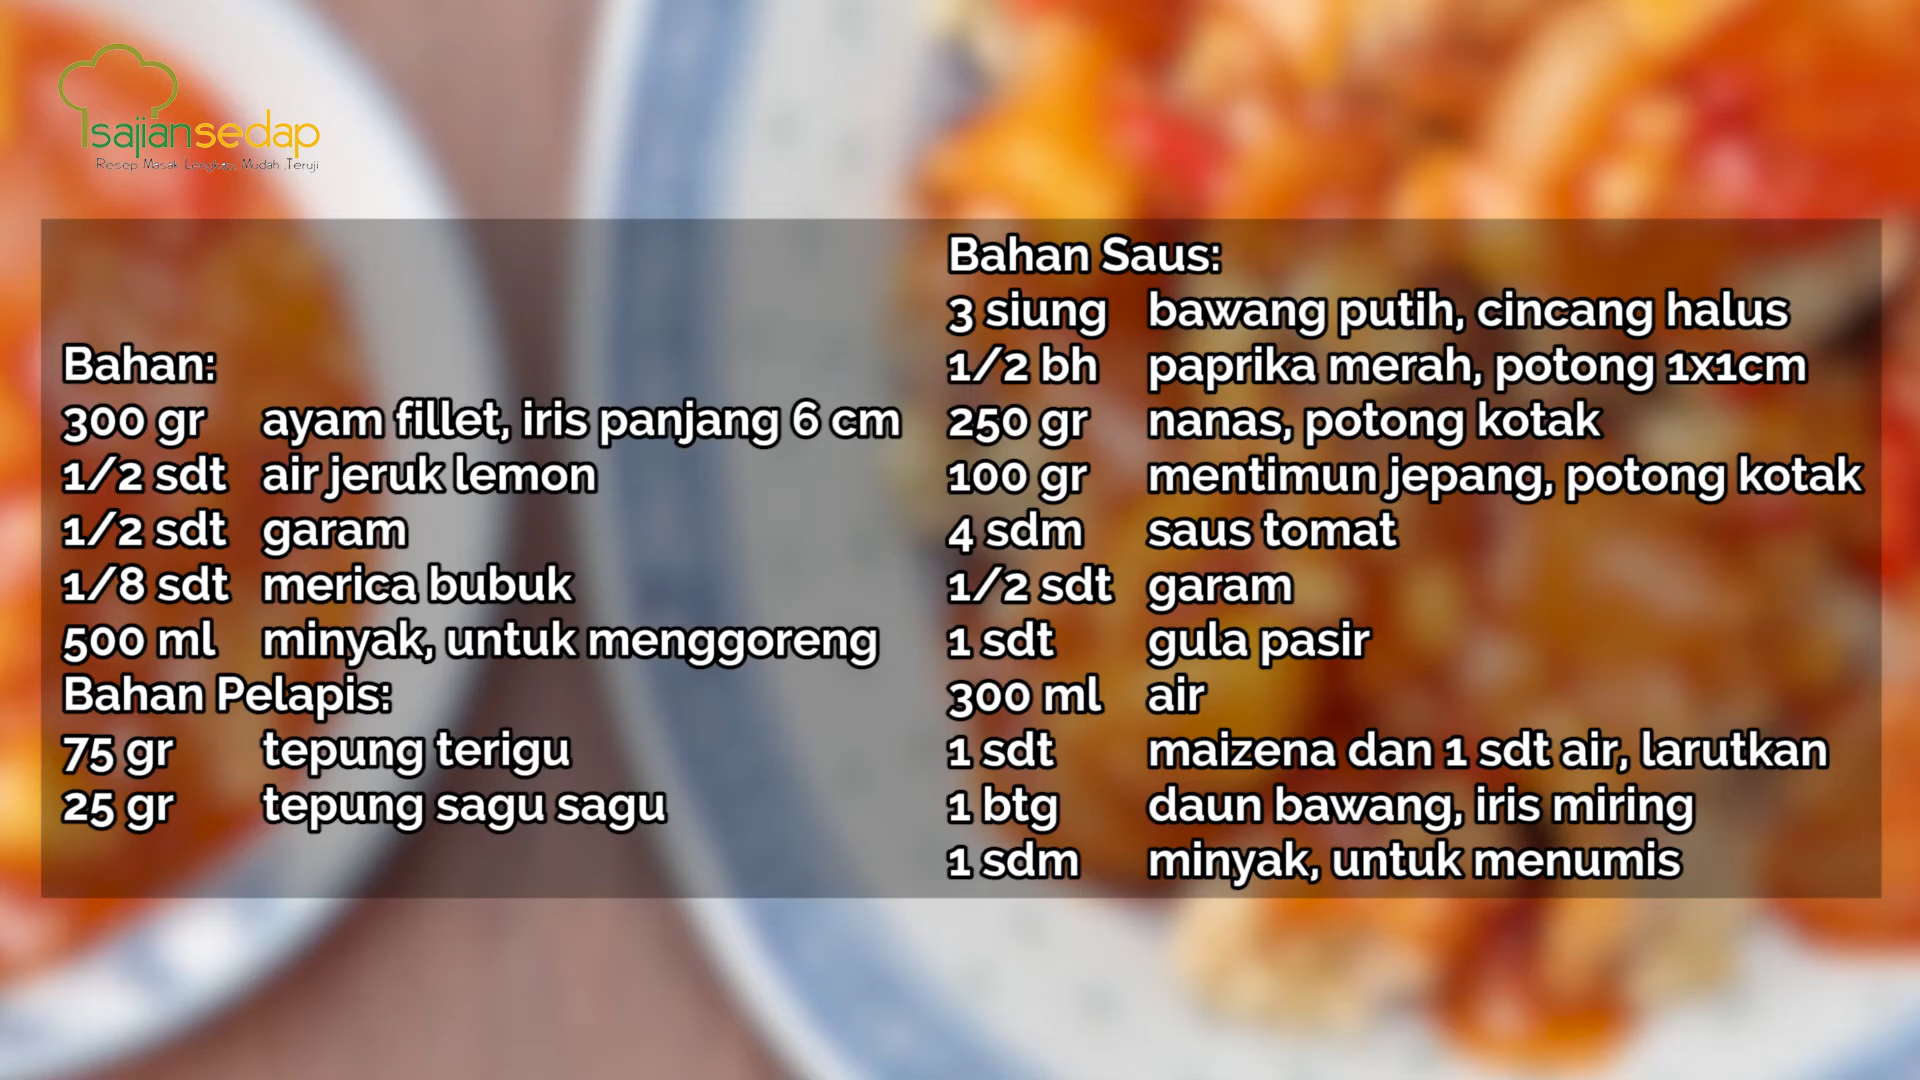 sajiansedap
Resep Masak Lengkap, Mudah ,Teruji
Bahan:
300 gr ayam fillet, iris panjang 6 cm
1/2 sdt air jeruk lemon
1/2 sdt garam
1/8 sdt merica bubuk
500 ml minyak, untuk menggoreng
Bahan Pelapis:
75 gr tepung terigu
25 gr tepung sagu sagu
Bahan Saus:
3 siung bawang putih, cincang halus
1/2 bh paprika merah, potong 1x1cm
250 gr nanas, potong kotak
100 gr mentimun jepang, potong kotak
4 sdm saus tomat
1/2 sdt garam
1 sdt gula pasir
300 ml air
1 sdt maizena dan 1 sdt air, larutkan
1 btg daun bawang, iris miring
1 sdm minyak, untuk menumis